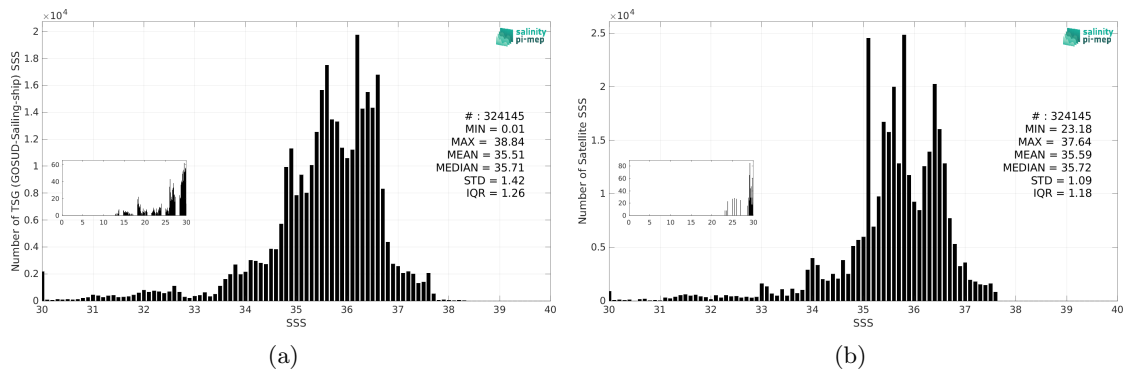 ×10⁴
2
1.8
1.6
1.4
1.2
1
0.8
0.6
0.4
0.2
0
Number of TSG (GOSUD-Sailing-ship) SSS
salinity
pi-mep
# : 324145
MIN = 0.01
MAX = 38.84
MEAN = 35.51
MEDIAN = 35.71
STD = 1.42
IQR = 1.26
60
40
20
0
0 5 10 15 20 25 30
30 31 32 33 34 35 36 37 38 39 40
SSS
(a)
×10⁴
2.5
2
1.5
1
0.5
0
Number of Satellite SSS
salinity
pi-mep
# : 324145
MIN = 23.18
MAX = 37.64
MEAN = 35.59
MEDIAN = 35.72
STD = 1.09
IQR = 1.18
80
60
40
20
0
0 5 10 15 20 25 30
30 31 32 33 34 35 36 37 38 39 40
SSS
(b)